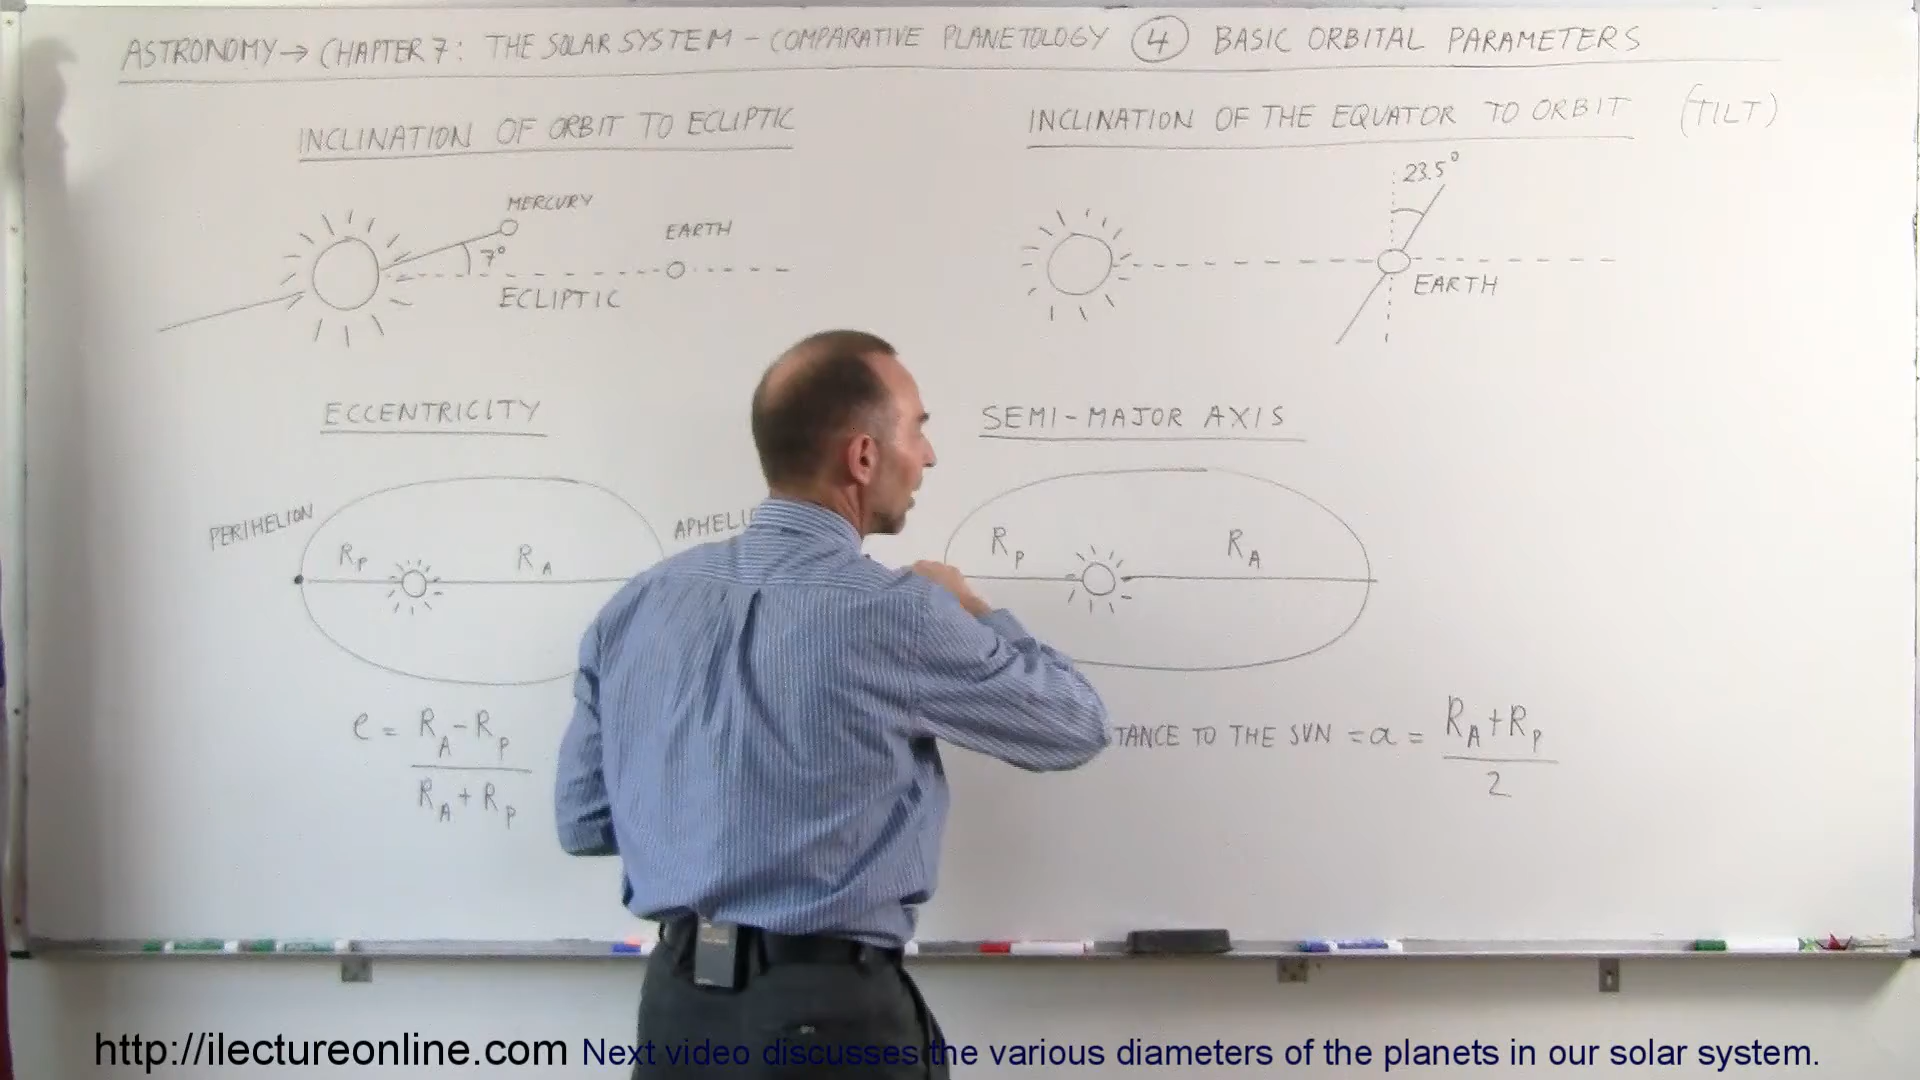 ASTRONOMY → CHAPTER 7: THE SOLAR SYSTEM - COMPARATIVE PLANETOLOGY 4 BASIC ORBITAL PARAMETERS
INCLINATION OF ORBIT TO ECLIPTIC
MERCURY
EARTH
7°
ECLIPTIC
INCLINATION OF THE EQUATOR TO ORBIT (TILT)
23.5°
EARTH
ECCENTRICITY
PERIHELION
R_P
R_A
e = (R_A - R_P) / (R_A + R_P)
SEMI-MAJOR AXIS
R_P
R_A
TO THE SUN = a = (R_A + R_P) / 2
http://ilectureonline.com Next video discusses the various diameters of the planets in our solar system.